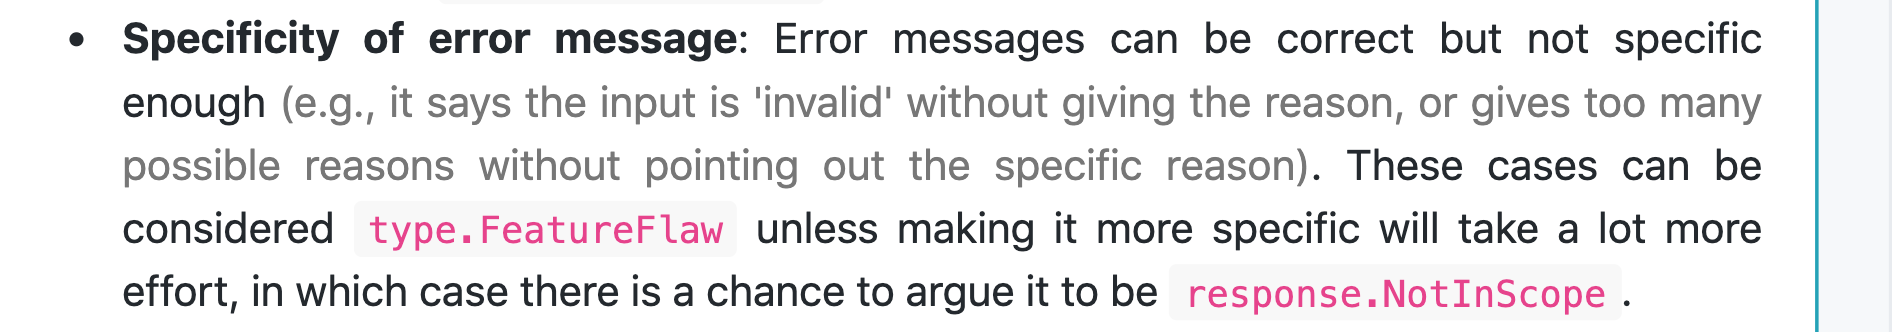 • Specificity of error message: Error messages can be correct but not specific
enough (e.g., it says the input is 'invalid' without giving the reason, or gives too many
possible reasons without pointing out the specific reason). These cases can be
considered type.FeatureFlaw unless making it more specific will take a lot more
effort, in which case there is a chance to argue it to be response.NotInScope.